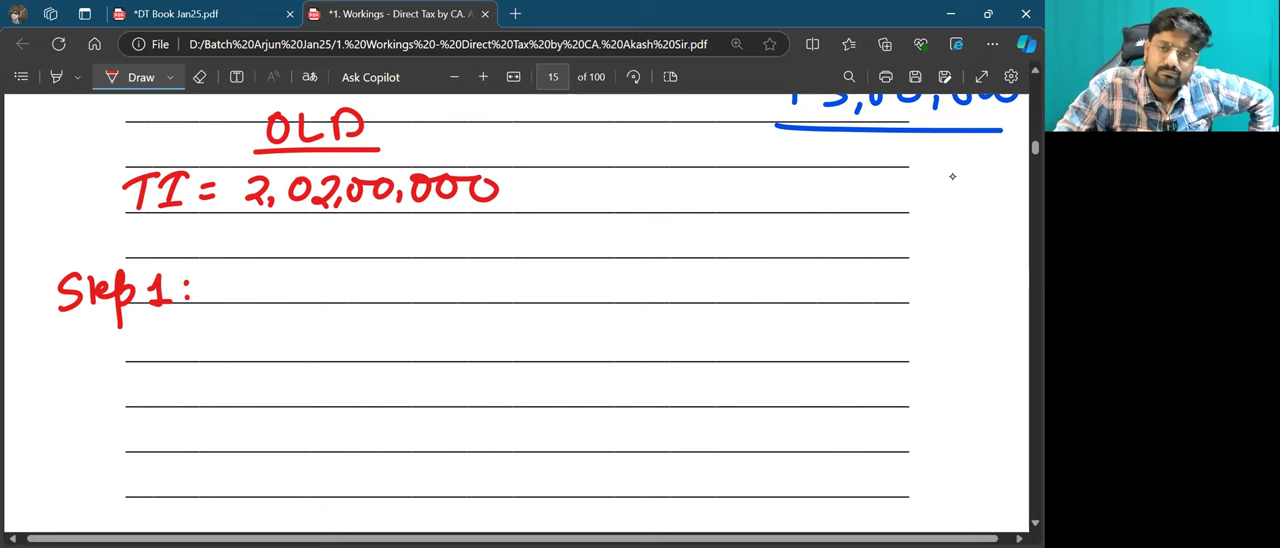 *DT Book Jan25.pdf
*1. Workings - Direct Tax by CA. A
File
D:/Batch%20Arjun%20Jan25/1.%20Workings%20-%20Direct%20Tax%20by%20CA.%20Akash%20Sir.pdf
Draw
Ask Copilot
15 of 100
OLD
TI = 2,02,00,000
Step 1: